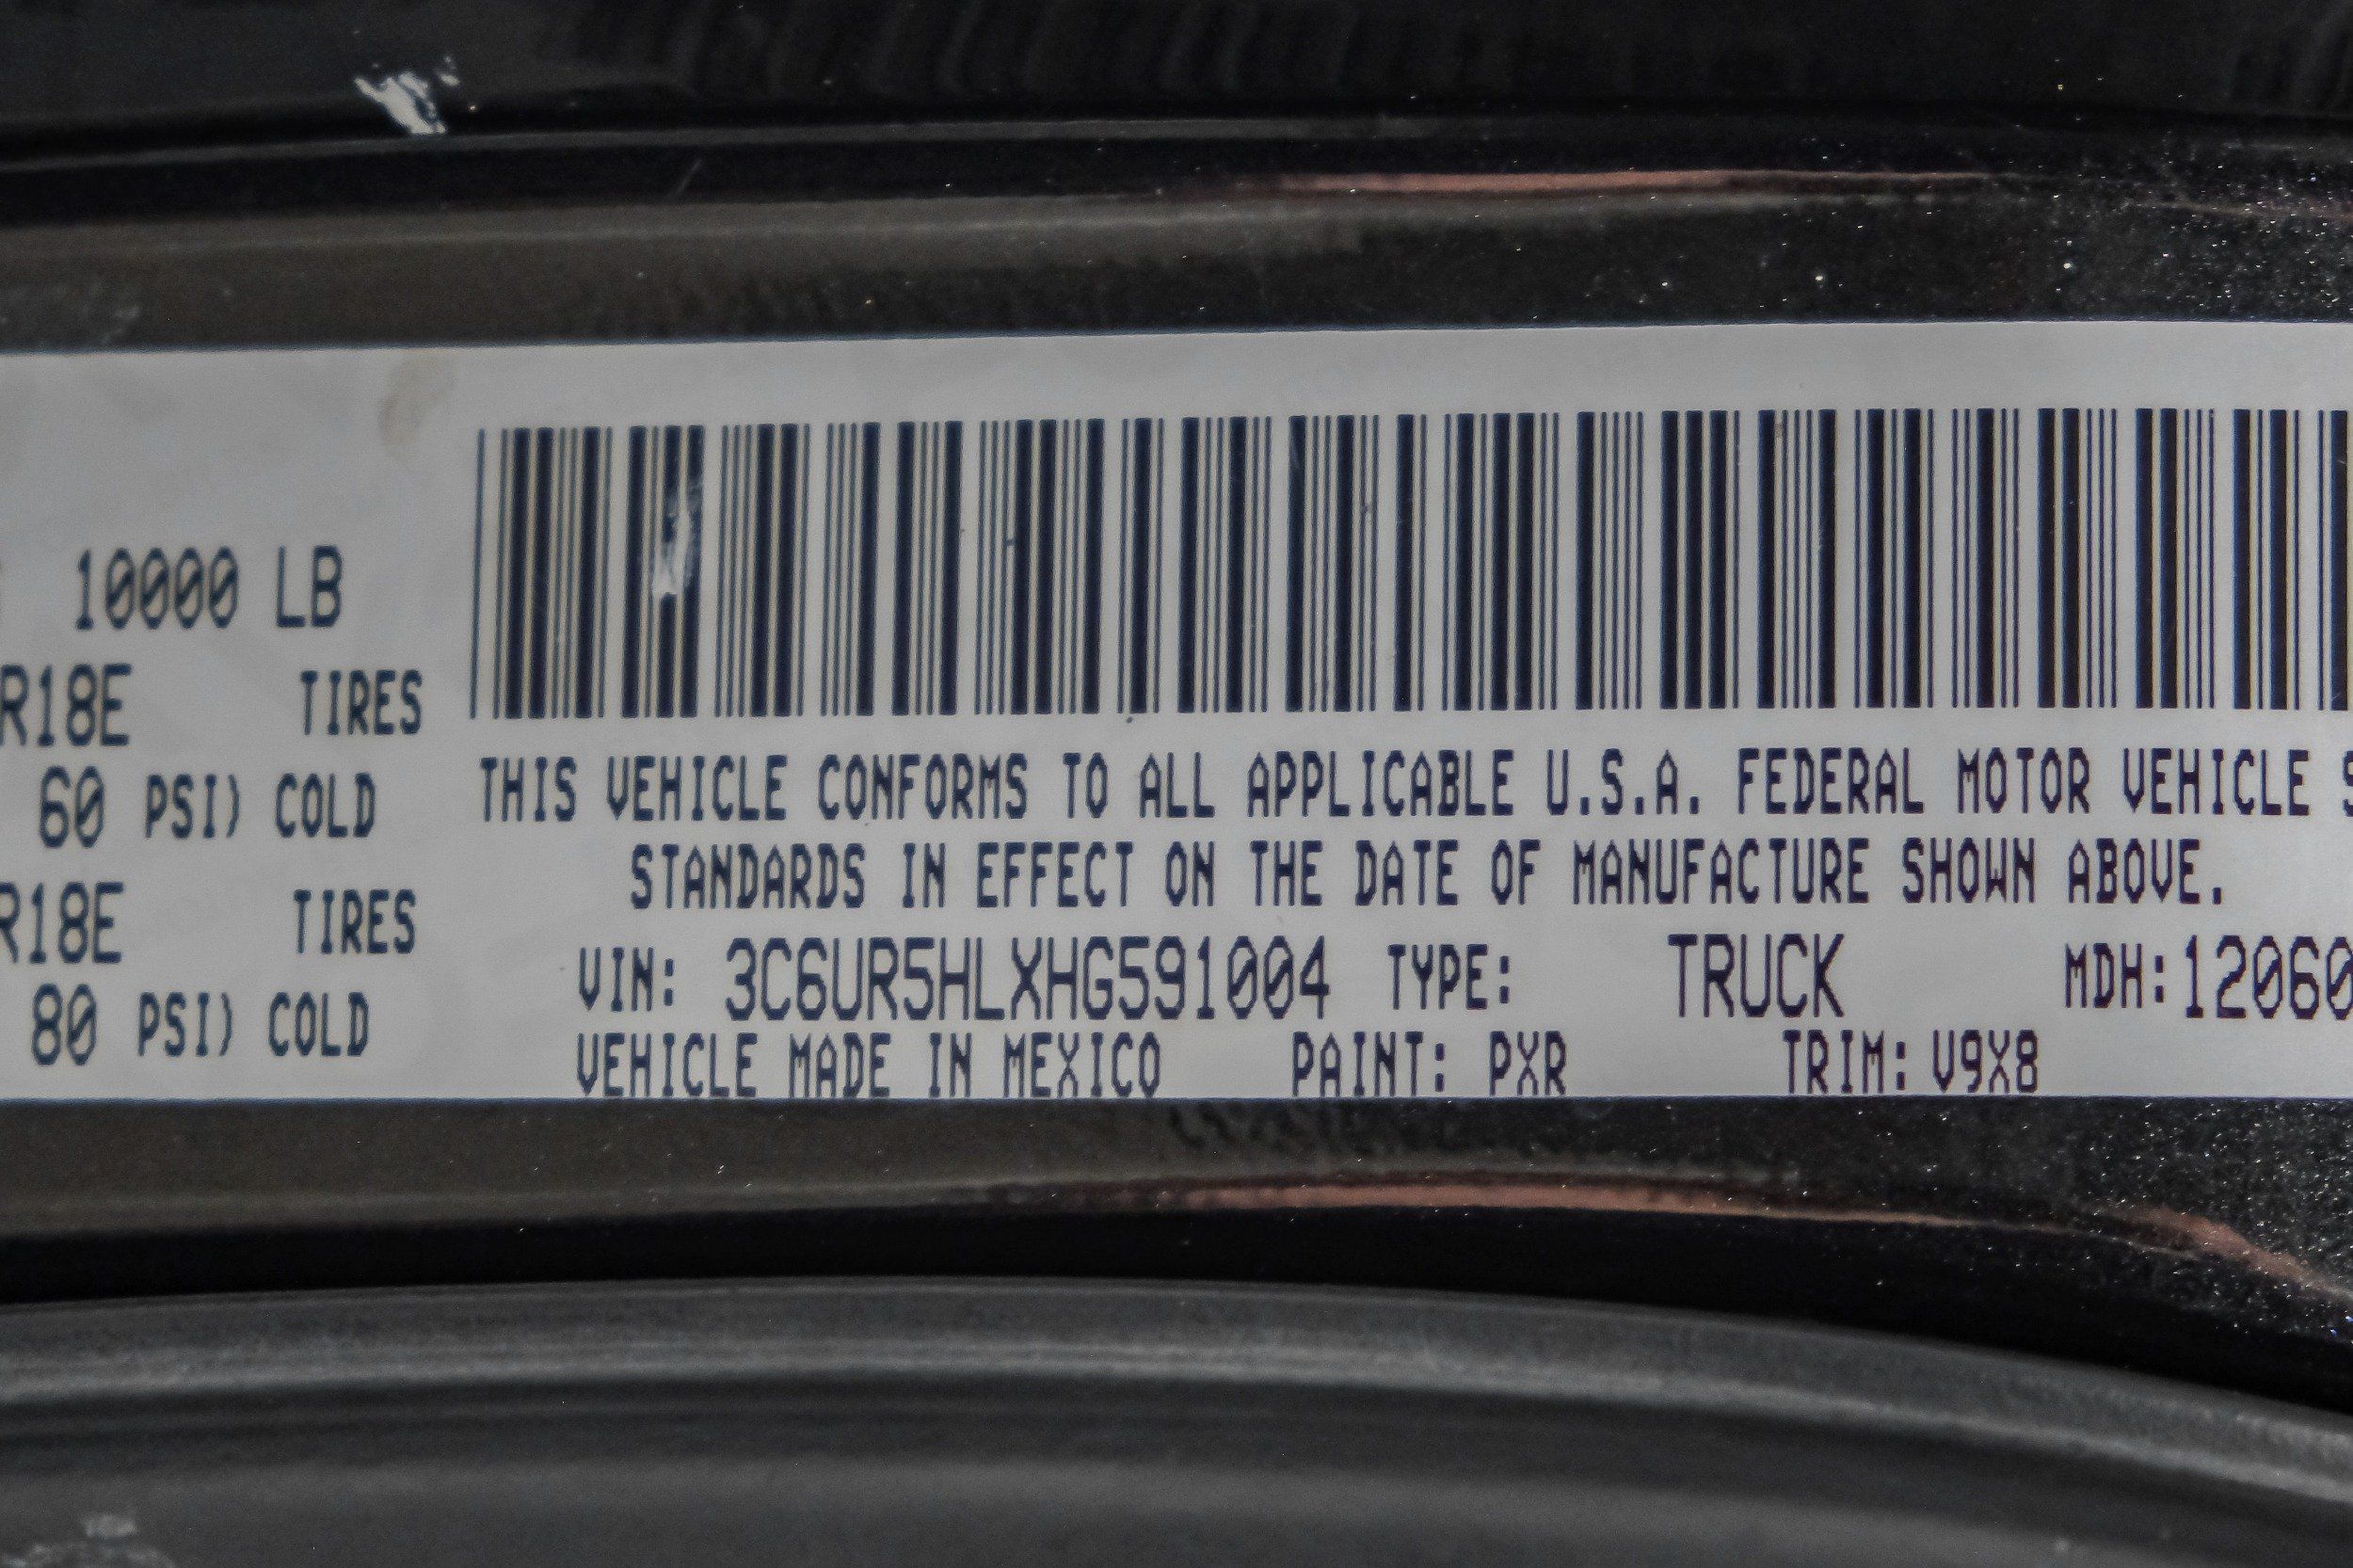 10000 LB
R18E TIRES
60 PSI) COLD
R18E TIRES
80 PSI) COLD
THIS VEHICLE CONFORMS TO ALL APPLICABLE U.S.A. FEDERAL MOTOR VEHICLE S
STANDARDS IN EFFECT ON THE DATE OF MANUFACTURE SHOWN ABOVE.
VIN: 3C6UR5HLXHG591004 TYPE: TRUCK MDH:12060
VEHICLE MADE IN MEXICO PAINT: PXR TRIM: V9X8